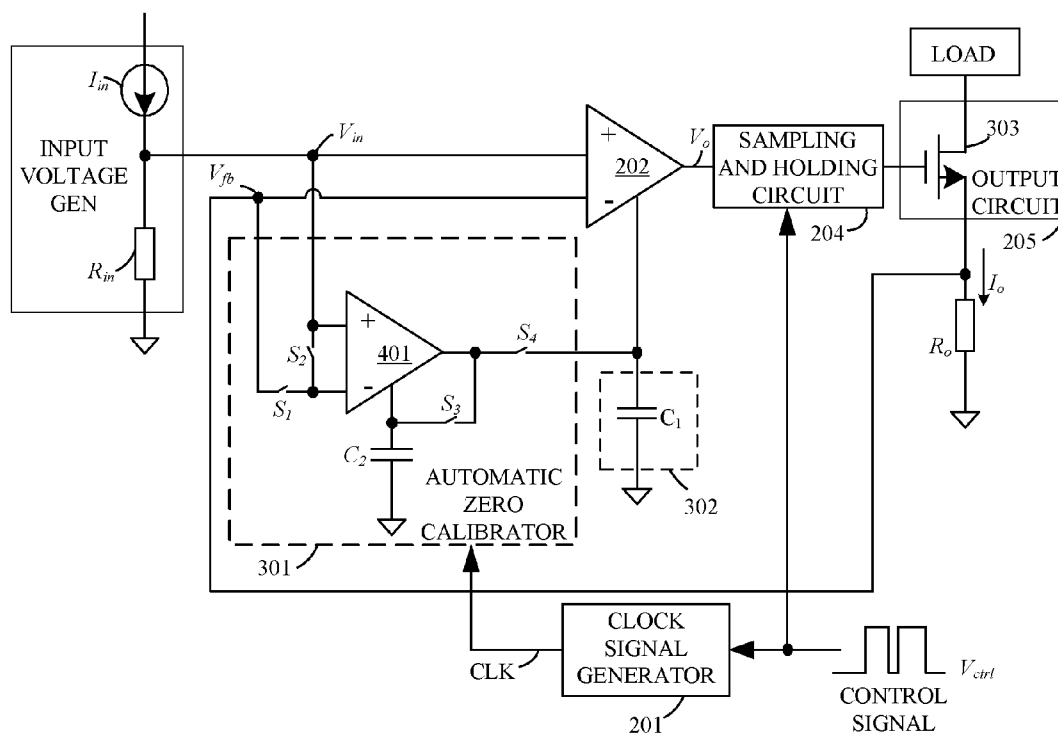 I_in
INPUT
VOLTAGE
GEN
R_in
V_in
V_fb
+
202
-
V_o
SAMPLING
AND HOLDING
CIRCUIT
204
LOAD
303
OUTPUT
CIRCUIT
205
I_o
R_o
+
401
-
S_2
S_1
S_3
S_4
C_2
C_1
302
AUTOMATIC
ZERO
CALIBRATOR
301
CLOCK
SIGNAL
GENERATOR
CLK
201
V_ctrl
CONTROL
SIGNAL